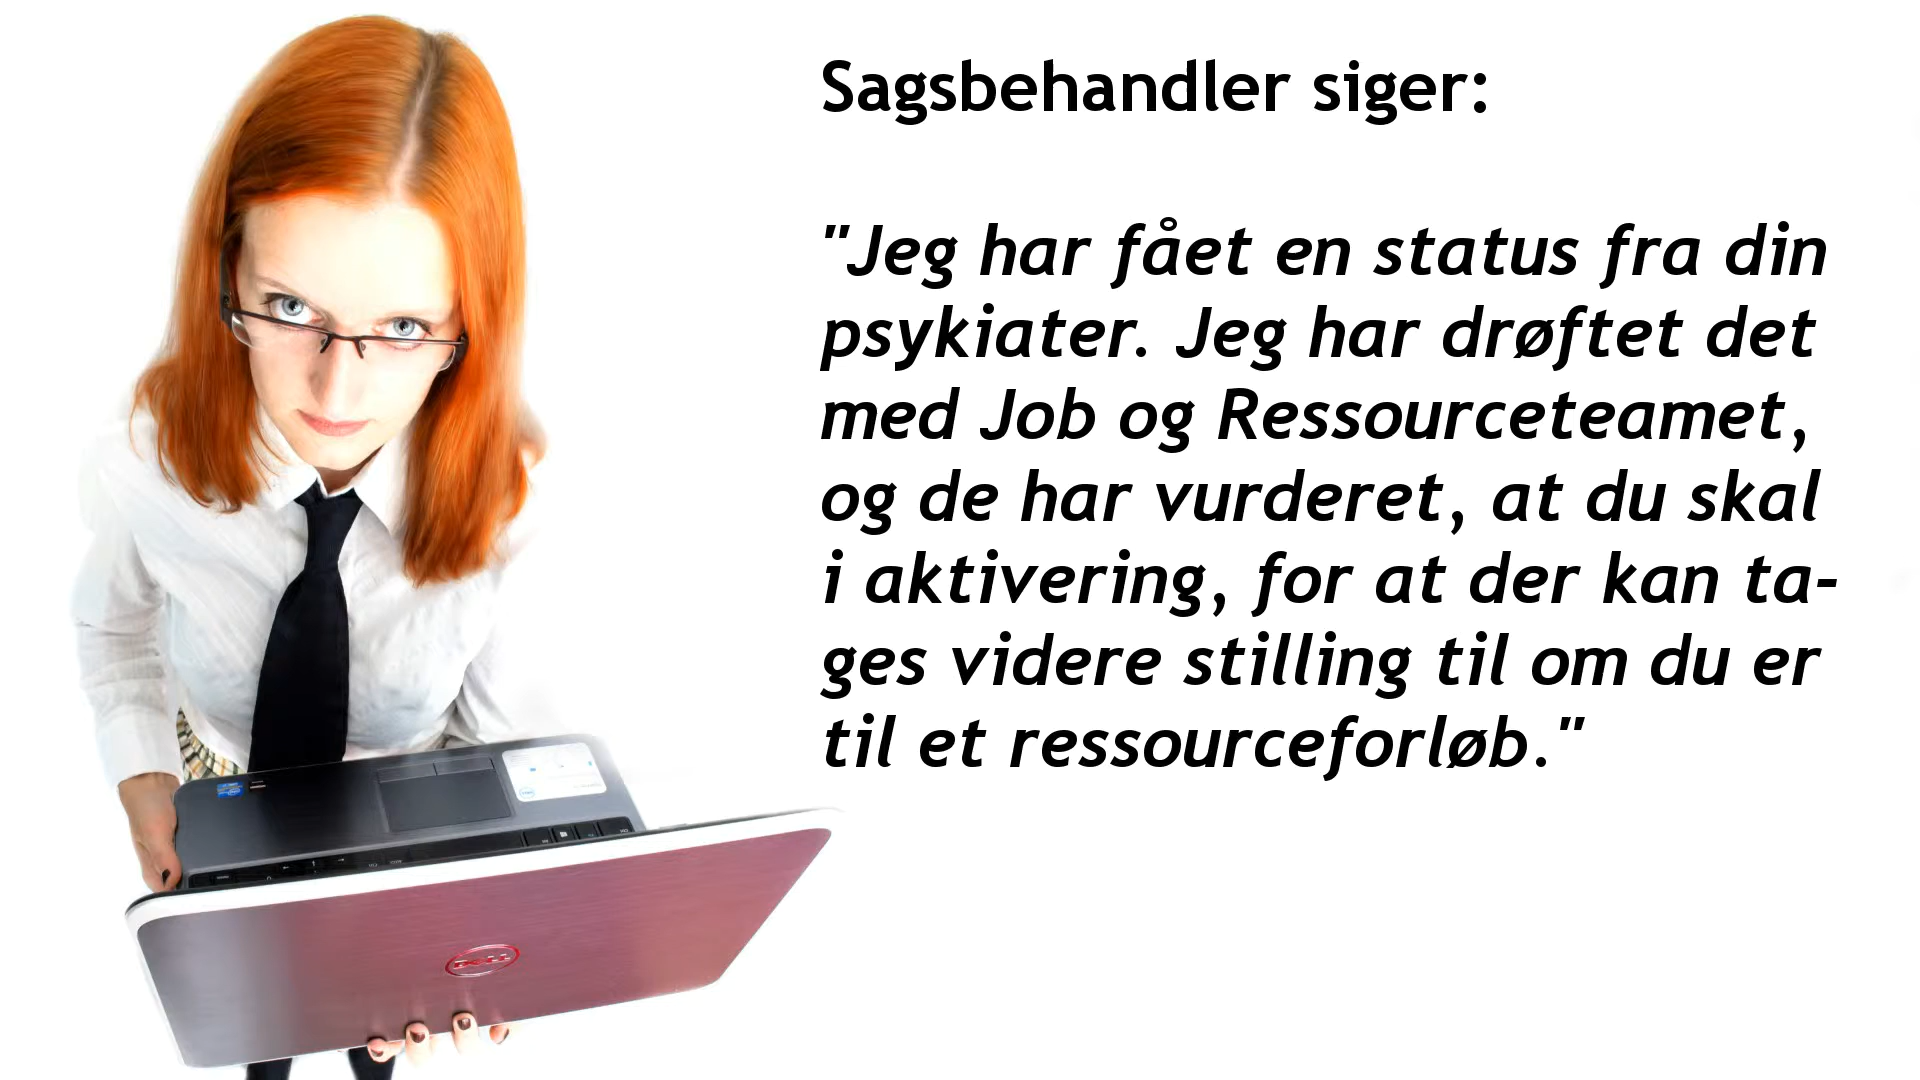 Sagsbehandler siger:
"Jeg har fået en status fra din
psykiater. Jeg har drøftet det
med Job og Ressourceteamet,
og de har vurderet, at du skal
i aktivering, for at der kan ta-
ges videre stilling til om du er
til et ressourceforløb."
DELL